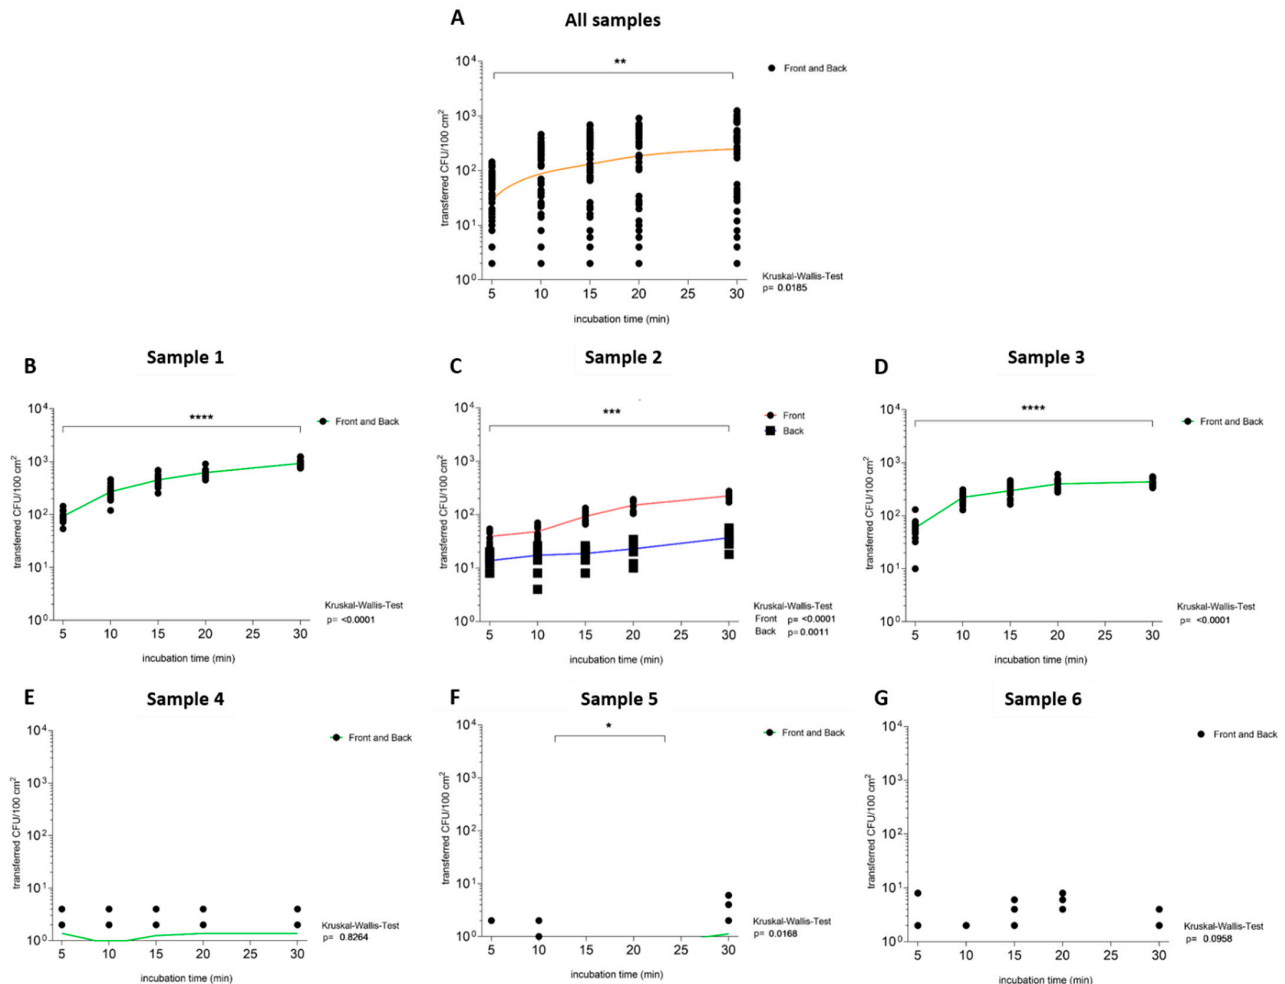 A
All samples
10⁴
10³
10²
10¹
10⁰
transferred CFU/100 cm²
**
Front and Back
5 10 15 20 25 30
incubation time (min)
Kruskal-Wallis-Test
p= 0.0185
B
Sample 1
10⁴
10³
10²
10¹
10⁰
transferred CFU/100 cm²
****
Front and Back
5 10 15 20 25 30
incubation time (min)
Kruskal-Wallis-Test
p= <0.0001
C
Sample 2
10⁴
10³
10²
10¹
10⁰
transferred CFU/100 cm²
***
Front
Back
5 10 15 20 25 30
incubation time (min)
Kruskal-Wallis-Test
Front p= <0.0001
Back p= 0.0011
D
Sample 3
10⁴
10³
10²
10¹
10⁰
transferred CFU/100 cm²
****
Front and Back
5 10 15 20 25 30
incubation time (min)
Kruskal-Wallis-Test
p= <0.0001
E
Sample 4
10⁴
10³
10²
10¹
10⁰
transferred CFU/100 cm²
Front and Back
5 10 15 20 25 30
incubation time (min)
Kruskal-Wallis-Test
p= 0.8264
F
Sample 5
10⁴
10³
10²
10¹
10⁰
transferred CFU/100 cm²
*
Front and Back
5 10 15 20 25 30
incubation time (min)
Kruskal-Wallis-Test
p= 0.0168
G
Sample 6
10⁴
10³
10²
10¹
10⁰
transferred CFU/100 cm²
Front and Back
5 10 15 20 25 30
incubation time (min)
Kruskal-Wallis-Test
p= 0.0958